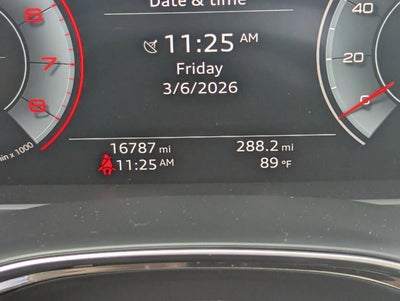 Date & time
11:25 AM
Friday
3/6/2026
16787 mi 288.2 mi
11:25 AM 89 °F
6
7
8
min x 1000
40
20
0